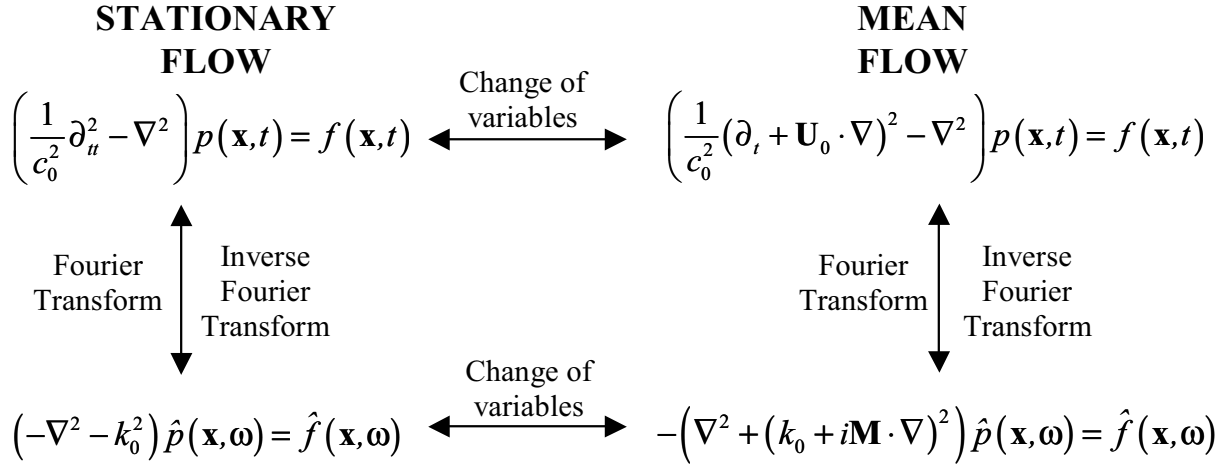 STATIONARY
FLOW
MEAN
FLOW
Change of
variables
(1/c₀² ∂²ₜₜ − ∇²) p(x,t) = f(x,t)
(1/c₀² (∂ₜ + U₀ · ∇)² − ∇²) p(x,t) = f(x,t)
Fourier
Transform
Inverse
Fourier
Transform
Fourier
Transform
Inverse
Fourier
Transform
Change of
variables
(−∇² − k₀²) p̂(x,ω) = f̂(x,ω)
−(∇² + (k₀ + iM · ∇)²) p̂(x,ω) = f̂(x,ω)